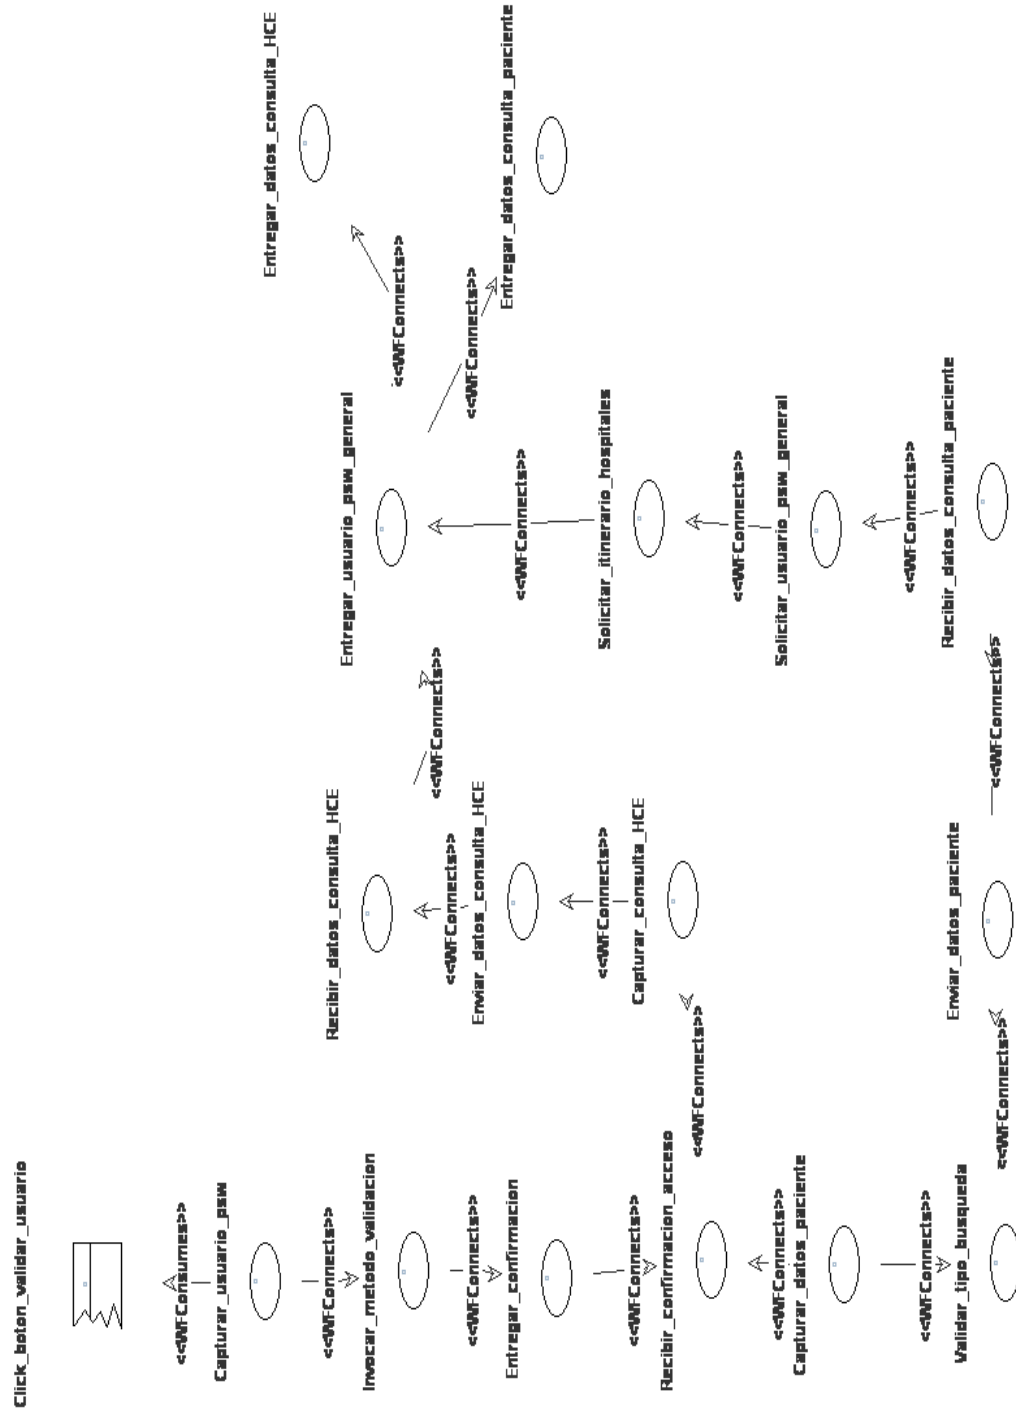 Click_boton_validar_usuario
<<WFConsumes>>
Capturar_usuario_psw
Entregar_datos_consulta_HCE
<<WFConnects>>
Recibir_datos_consulta_HCE
Entregar_usuario_psw_general
Invocar_metodo_validacion
<<WFConnects>>
<<WFConnects>>
<<WFConnects>>
<<WFConnects>>
<<WFConnects>>
Enviar_datos_consulta_HCE
Entregar_datos_consulta_paciente
Entregar_confirmacion
<<WFConnects>>
<<WFConnects>>
Solicitar_itinerario_hospitales
<<WFConnects>>
Capturar_consulta_HCE
Recibir_confirmacion_acceso
<<WFConnects>>
<<WFConnects>>
<<WFConnects>>
Solicitar_usuario_psw_general
Capturar_datos_paciente
<<WFConnects>>
<<WFConnects>>
Recibir_datos_consulta_paciente
Enviar_datos_paciente
Validar_tipo_busqueda
<<WFConnects>>
<<WFConnects>>